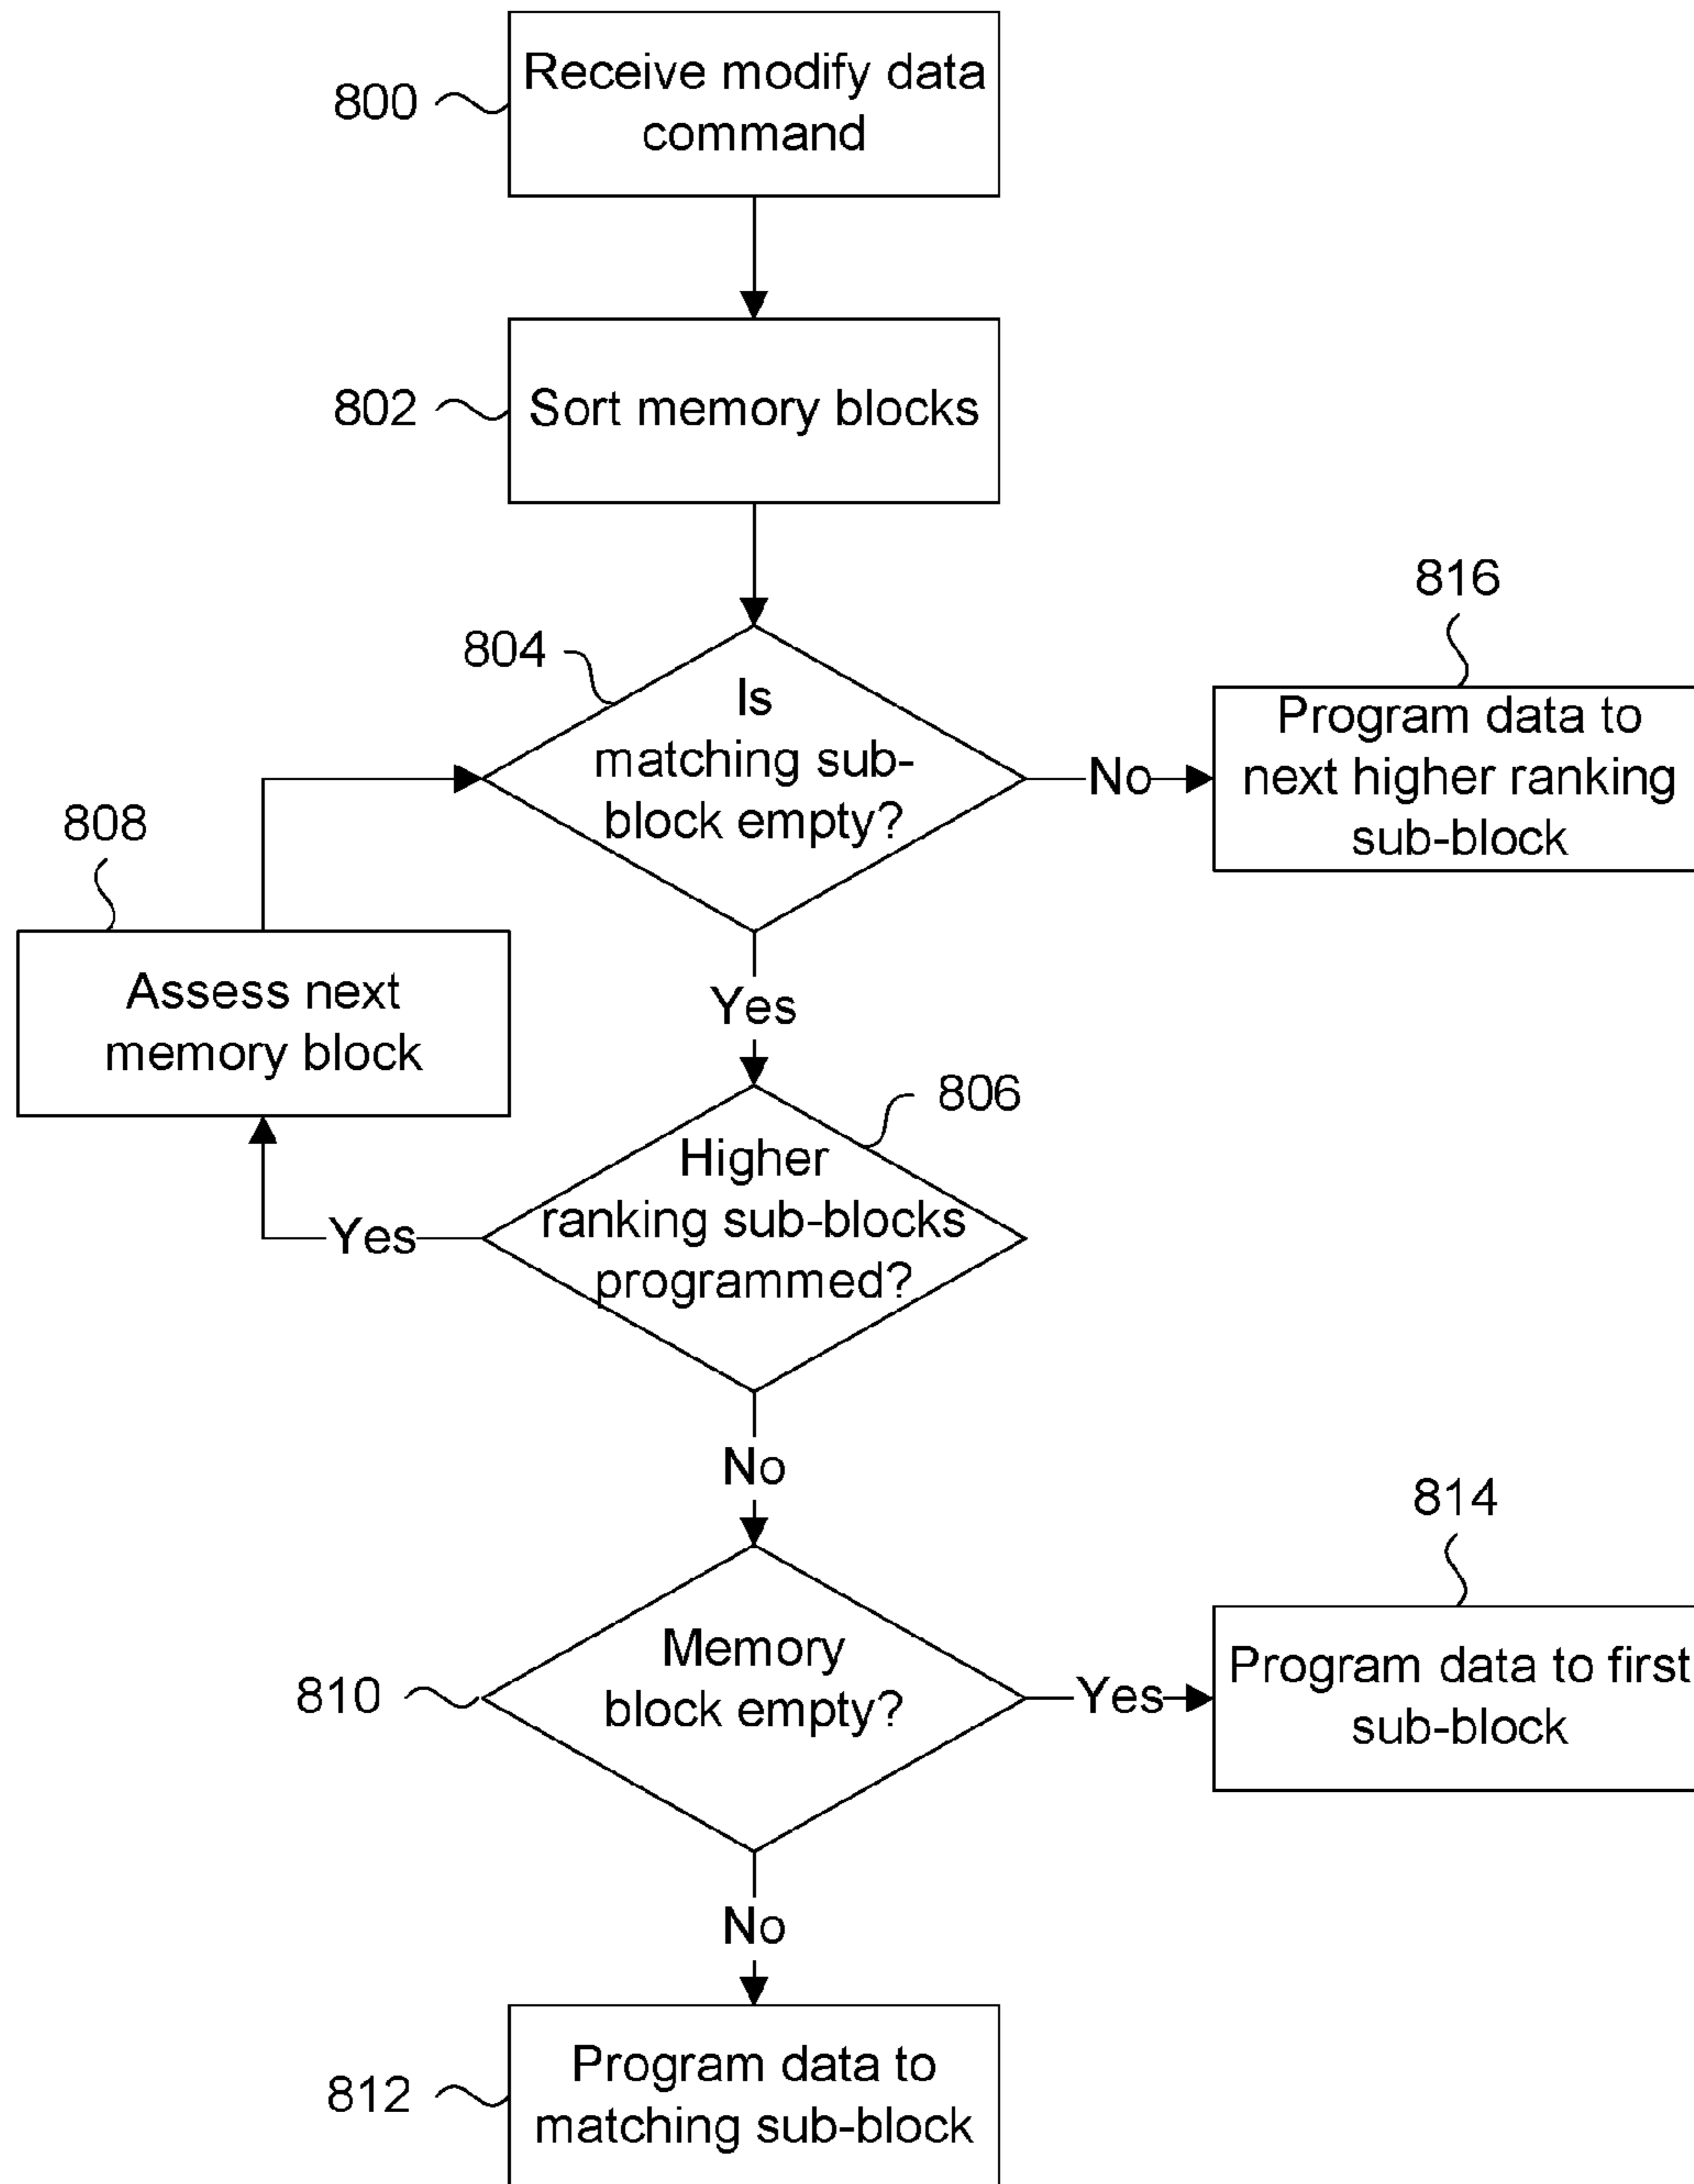 800
Receive modify data
command
802
Sort memory blocks
804
Is
matching sub-
block empty?
No
816
Program data to
next higher ranking
sub-block
808
Assess next
memory block
Yes
806
Higher
ranking sub-blocks
programmed?
Yes
No
810
Memory
block empty?
Yes
814
Program data to first
sub-block
No
812
Program data to
matching sub-block